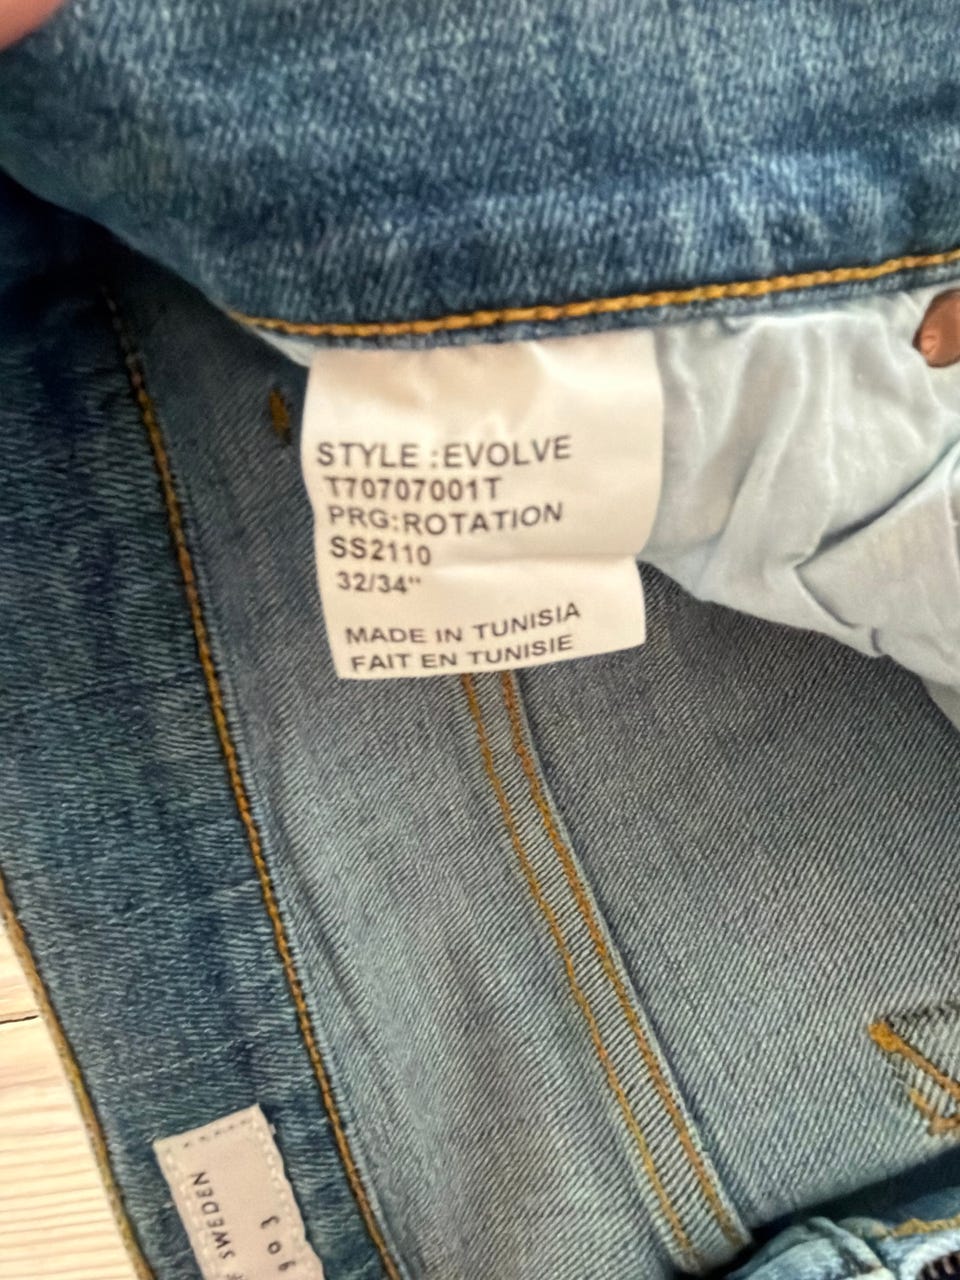 STYLE :EVOLVE
T70707001T
PRG:ROTATION
SS2110
32/34"
MADE IN TUNISIA
FAIT EN TUNISIE
SWEDEN